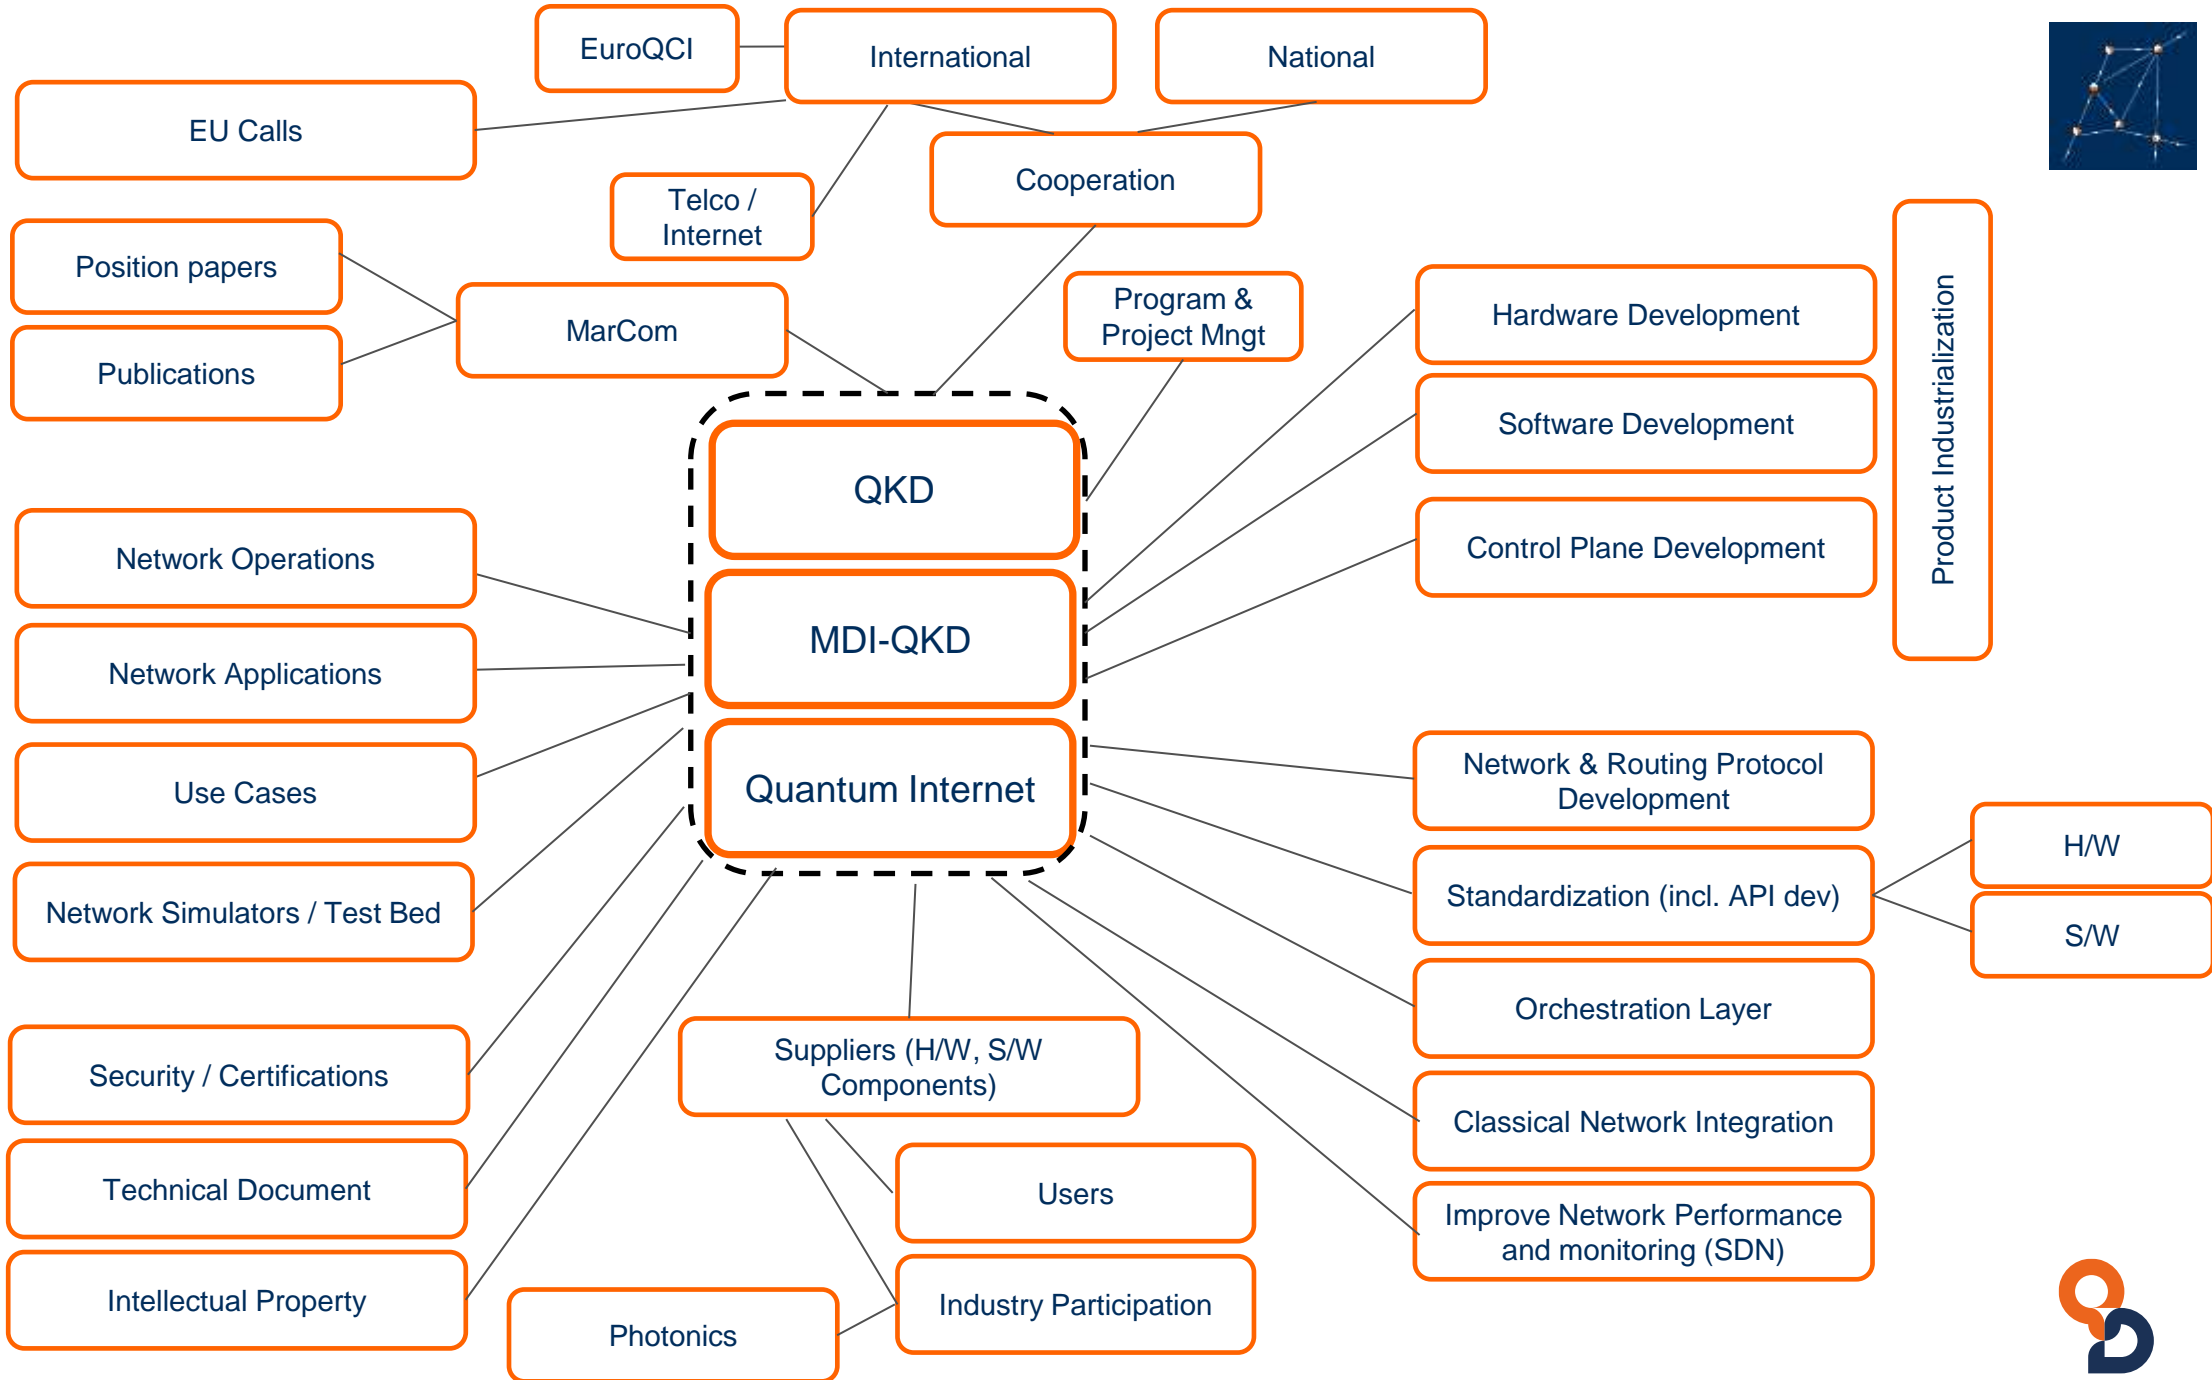 EuroQCI
International
National
EU Calls
Cooperation
Telco /
Internet
Position papers
Publications
MarCom
Program &
Project Mngt
Hardware Development
Software Development
Control Plane Development
Product Industrialization
QKD
MDI-QKD
Quantum Internet
Network Operations
Network Applications
Use Cases
Network Simulators / Test Bed
Security / Certifications
Technical Document
Intellectual Property
Network & Routing Protocol
Development
Standardization (incl. API dev)
H/W
S/W
Orchestration Layer
Classical Network Integration
Improve Network Performance
and monitoring (SDN)
Suppliers (H/W, S/W
Components)
Users
Industry Participation
Photonics